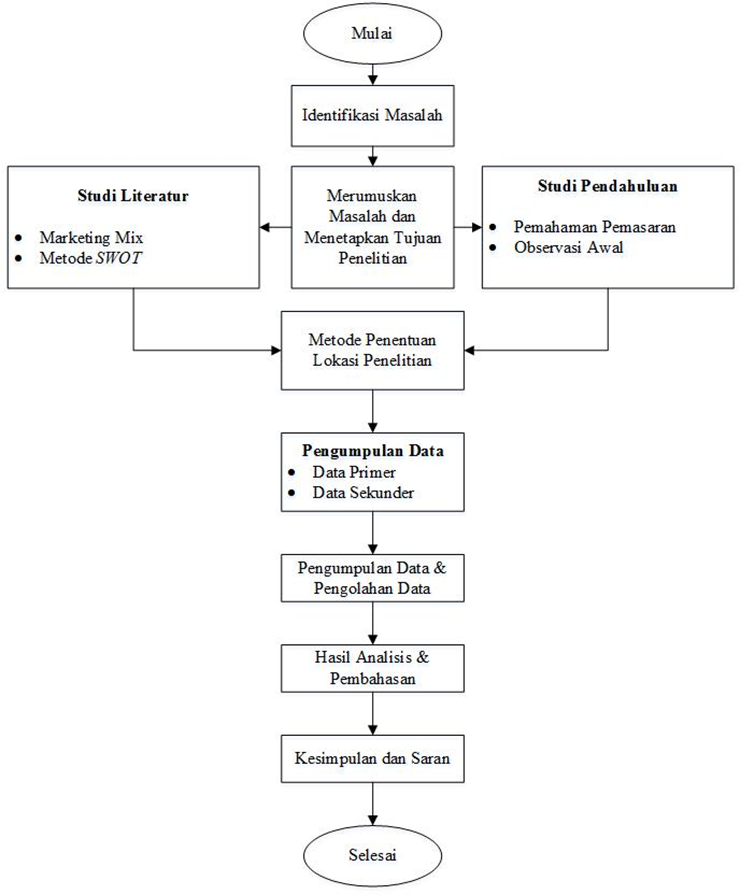 Mulai
Identifikasi Masalah
Studi Literatur
• Marketing Mix
• Metode SWOT
Merumuskan
Masalah dan
Menetapkan Tujuan
Penelitian
Studi Pendahuluan
• Pemahaman Pemasaran
• Observasi Awal
Metode Penentuan
Lokasi Penelitian
Pengumpulan Data
• Data Primer
• Data Sekunder
Pengumpulan Data &
Pengolahan Data
Hasil Analisis &
Pembahasan
Kesimpulan dan Saran
Selesai